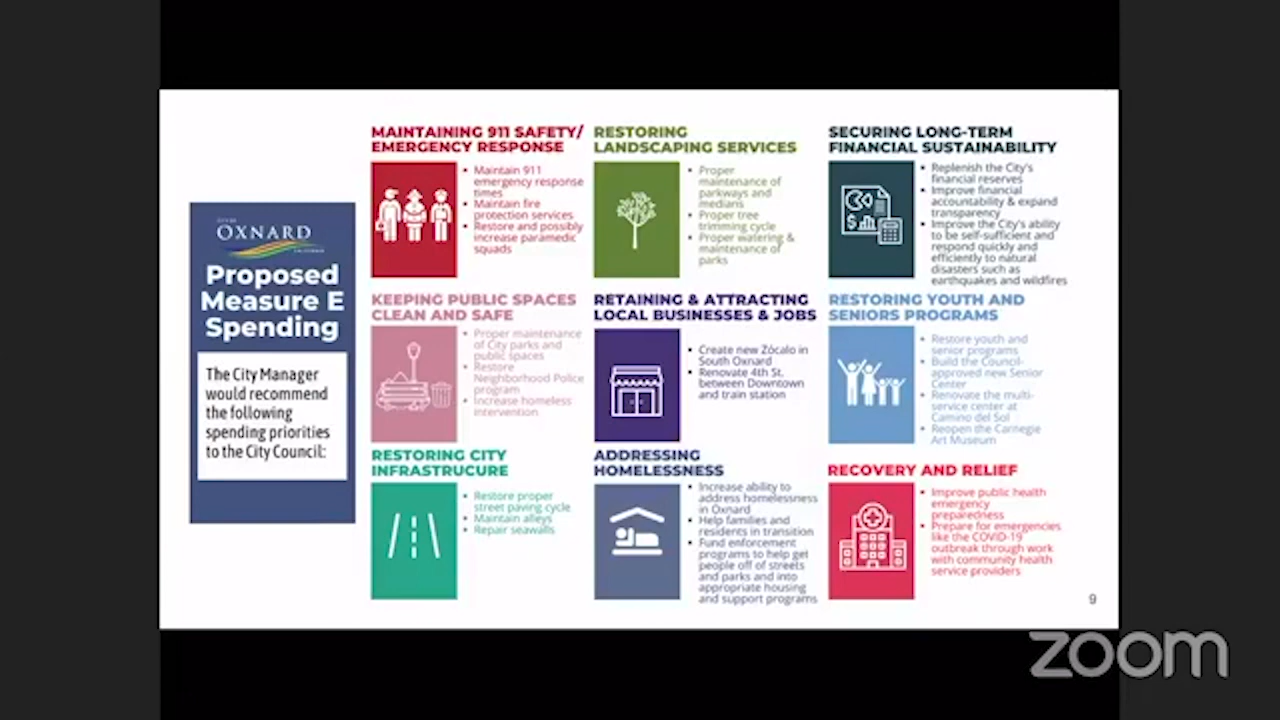 CITY OF
OXNARD
CALIFORNIA
Proposed
Measure E
Spending
The City Manager
would recommend
the following
spending priorities
to the City Council:
MAINTAINING 911 SAFETY/
EMERGENCY RESPONSE
• Maintain 911
emergency response
times
• Maintain fire
protection services
• Restore and possibly
increase paramedic
squads
RESTORING
LANDSCAPING SERVICES
• Proper
maintenance of
parkways and
medians
• Proper tree
trimming cycle
• Proper watering &
maintenance of
parks
SECURING LONG-TERM
FINANCIAL SUSTAINABILITY
• Replenish the City's
financial reserves
• Improve financial
accountability & expand
transparency
• Improve the City's ability
to be self-sufficient and
respond quickly and
efficiently to natural
disasters such as
earthquakes and wildfires
KEEPING PUBLIC SPACES
CLEAN AND SAFE
• Proper maintenance
of City parks and
public spaces
• Restore
Neighborhood Police
program
• Increase homeless
intervention
RETAINING & ATTRACTING
LOCAL BUSINESSES & JOBS
• Create new Zócalo in
South Oxnard
• Renovate 4th St.
between Downtown
and train station
RESTORING YOUTH AND
SENIORS PROGRAMS
• Restore youth and
senior programs
• Build the Council-
approved new Senior
Center
• Renovate the multi-
service center at
Camino del Sol
• Reopen the Carnegie
Art Museum
RESTORING CITY
INFRASTRUCURE
• Restore proper
street paving cycle
• Maintain alleys
• Repair seawalls
ADDRESSING
HOMELESSNESS
• Increase ability to
address homelessness
in Oxnard
• Help families and
residents in transition
• Fund enforcement
programs to help get
people off of streets
and parks and into
appropriate housing
and support programs
RECOVERY AND RELIEF
• Improve public health
emergency
preparedness
• Prepare for emergencies
like the COVID-19
outbreak through work
with community health
service providers
9
zoom